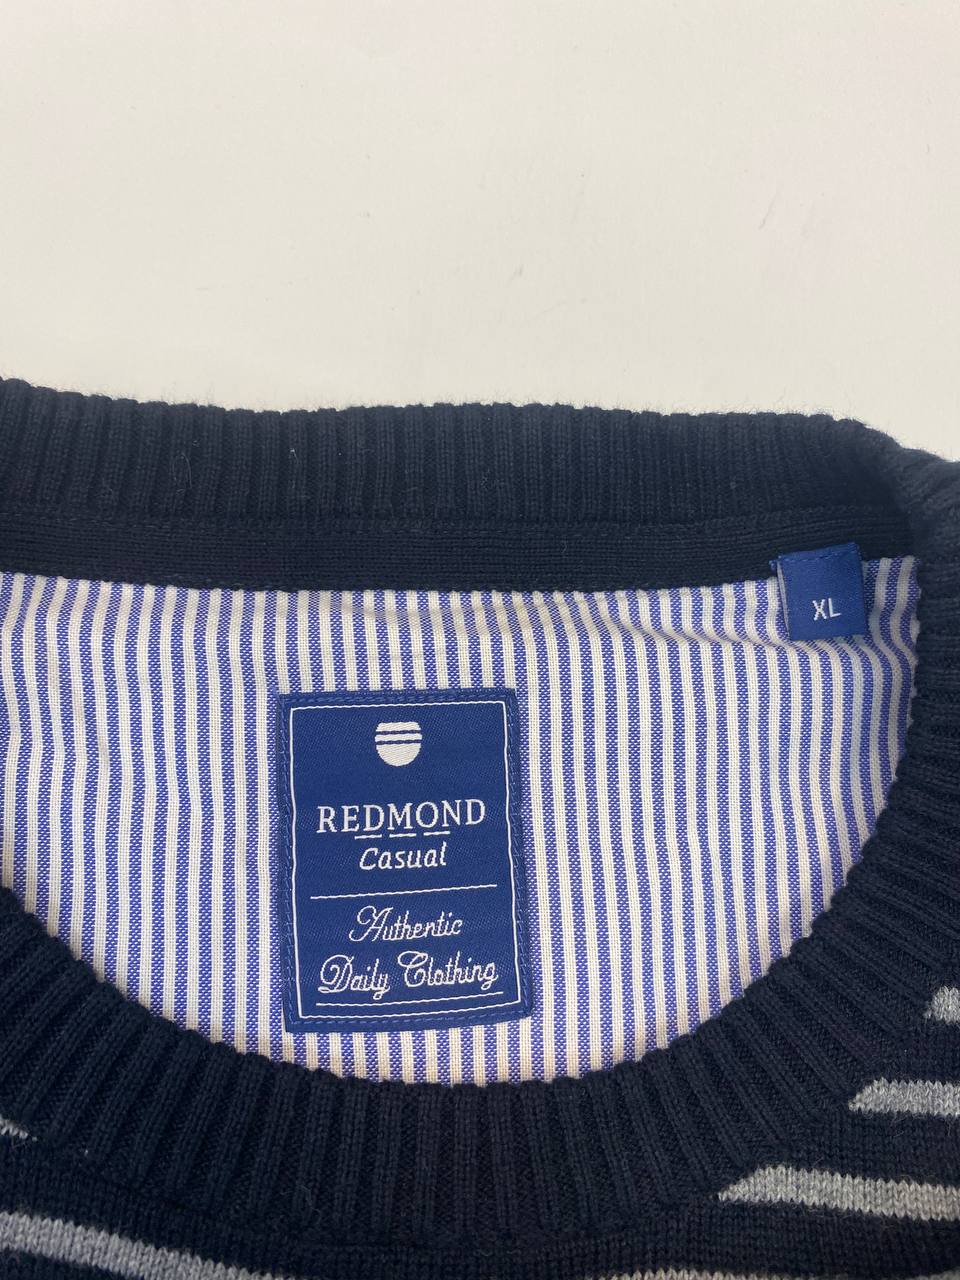 XL
REDMOND
Casual
Authentic
Daily Clothing